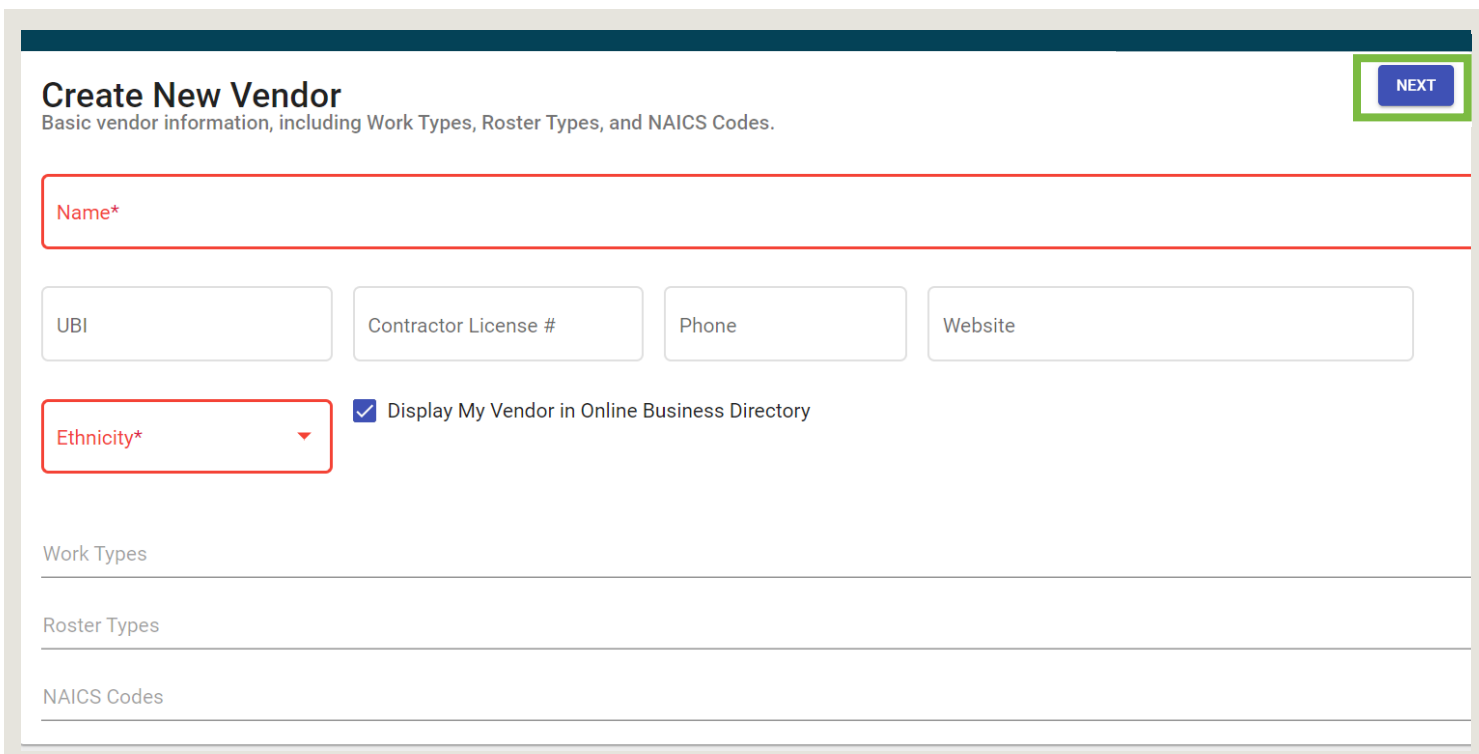 Create New Vendor
NEXT
Basic vendor information, including Work Types, Roster Types, and NAICS Codes.
Name*
UBI
Contractor License #
Phone
Website
Ethnicity*
Display My Vendor in Online Business Directory
Work Types
Roster Types
NAICS Codes